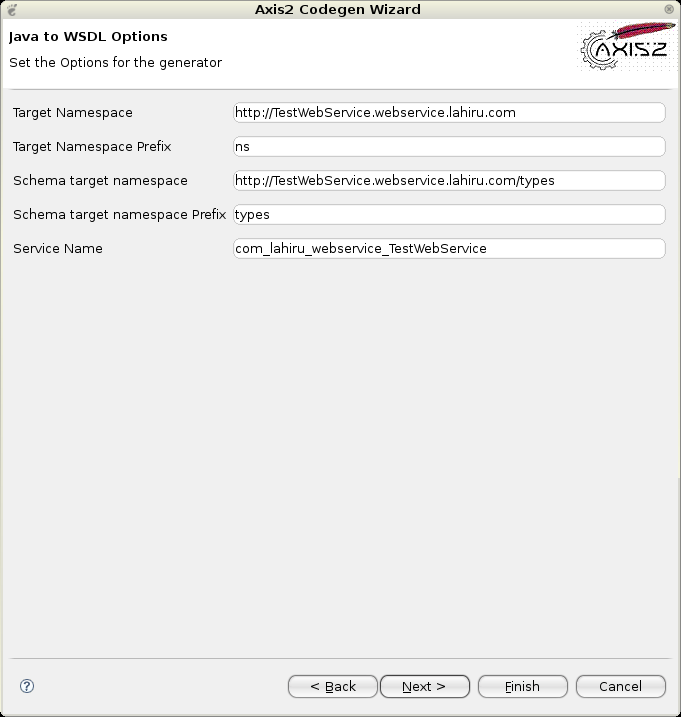 Axis2 Codegen Wizard
Java to WSDL Options
Set the Options for the generator
AXIS2
Target Namespace http://TestWebService.webservice.lahiru.com
Target Namespace Prefix ns
Schema target namespace http://TestWebService.webservice.lahiru.com/types
Schema target namespace Prefix types
Service Name com_lahiru_webservice_TestWebService
? < Back Next > Finish Cancel